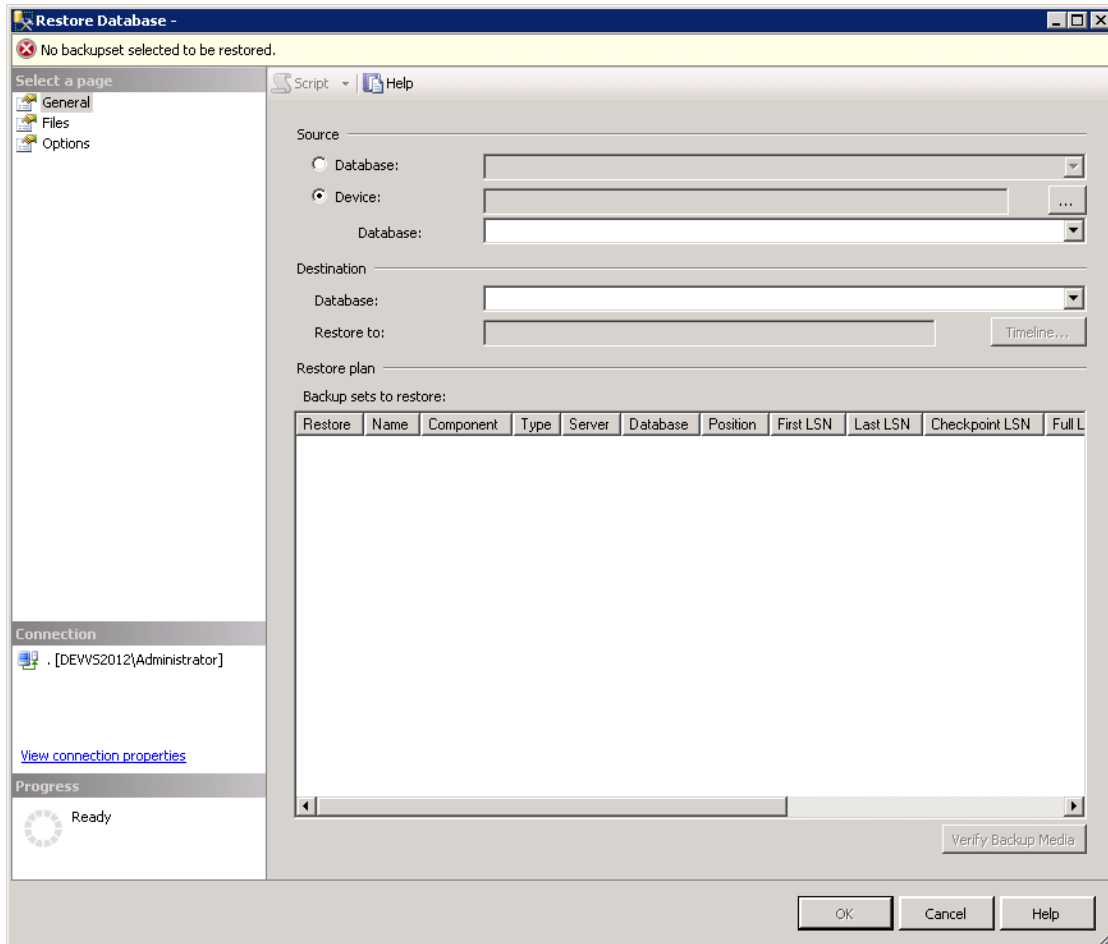 Restore Database -
No backupset selected to be restored.
Select a page
General
Files
Options
Script
Help
Source
Database:
Device:
...
Database:
Destination
Database:
Restore to:
Timeline...
Restore plan
Backup sets to restore:
Restore Name Component Type Server Database Position First LSN Last LSN Checkpoint LSN Full L
Connection
. [DEVVS2012\Administrator]
View connection properties
Progress
Ready
Verify Backup Media
OK Cancel Help